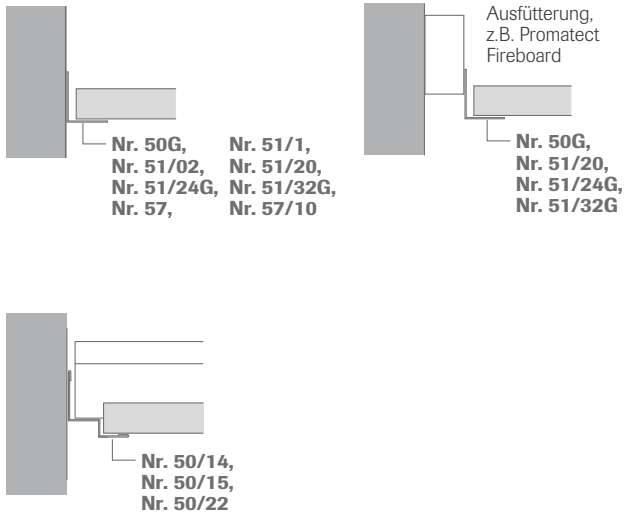 Nr. 50G, Nr. 51/1,
Nr. 51/02, Nr. 51/20,
Nr. 51/24G, Nr. 51/32G,
Nr. 57, Nr. 57/10
Ausfütterung,
z.B. Promatect
Fireboard
Nr. 50G,
Nr. 51/20,
Nr. 51/24G,
Nr. 51/32G
Nr. 50/14,
Nr. 50/15,
Nr. 50/22